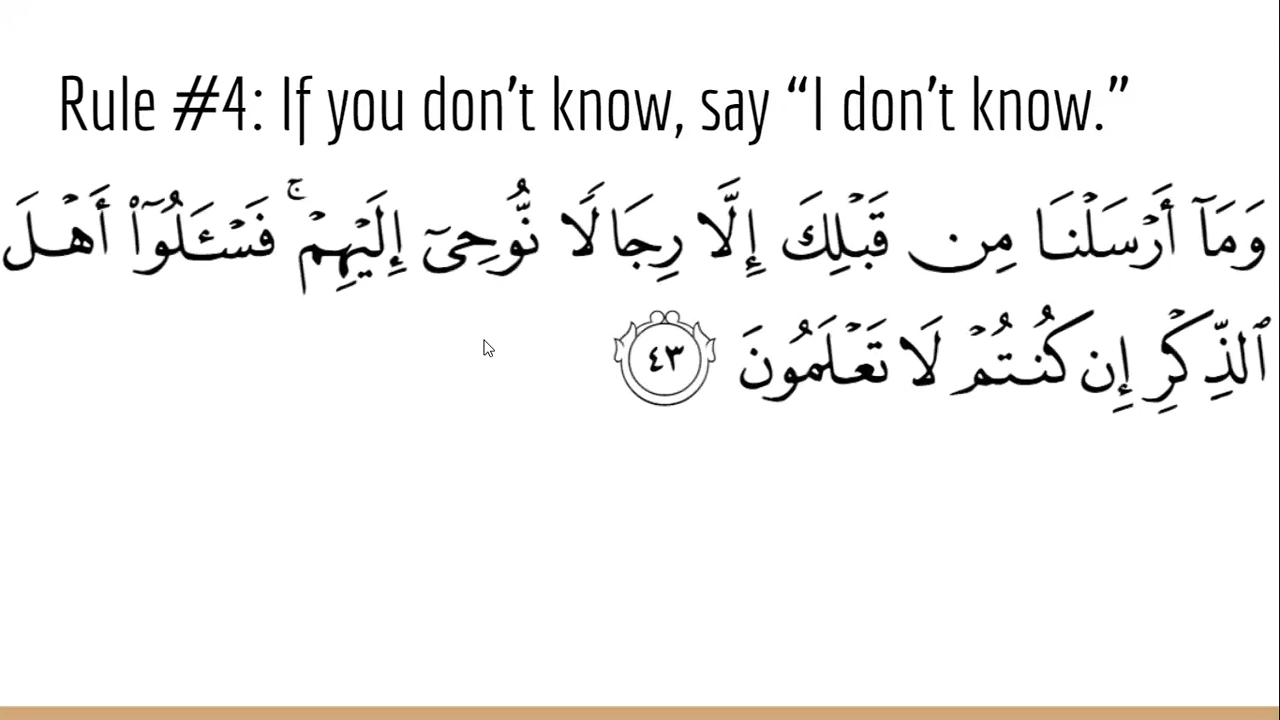 Rule #4: If you don't know, say “I don't know.”
وَمَآ أَرْسَلْنَا مِن قَبْلِكَ إِلَّا رِجَالًا نُّوحِىٓ إِلَيْهِمْ ۚ فَسْـَٔلُوٓا۟ أَهْلَ
ٱلذِّكْرِ إِن كُنتُمْ لَا تَعْلَمُونَ ٤٣